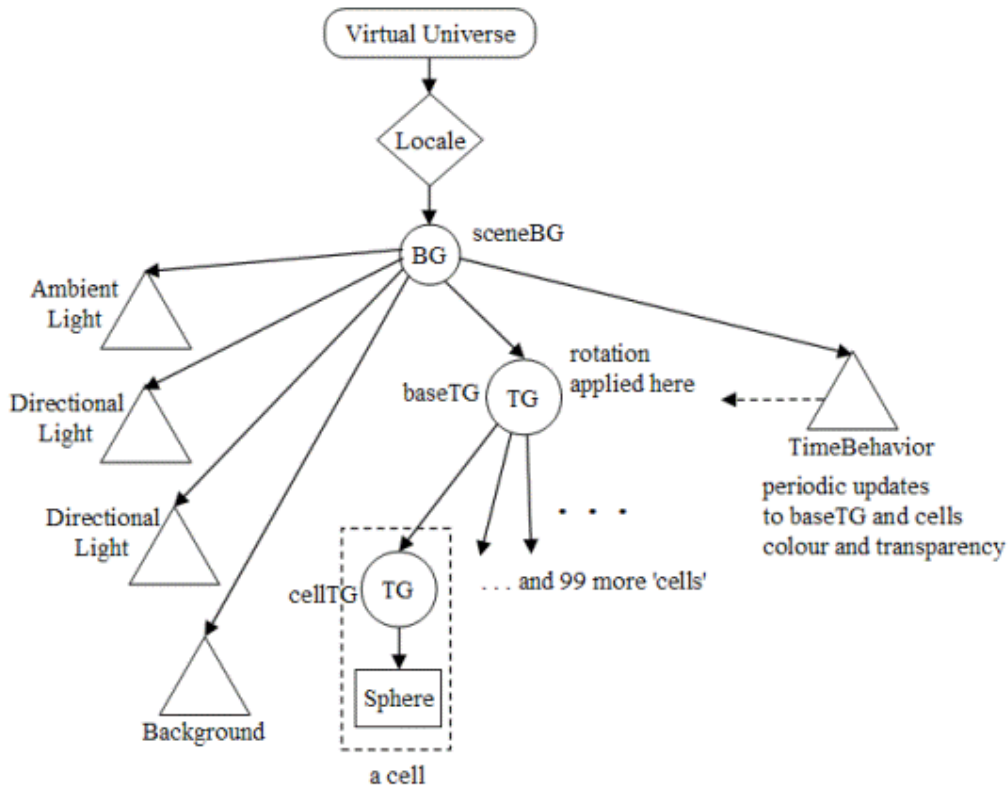 Virtual Universe
Locale
sceneBG
BG
Ambient
Light
rotation
applied here
baseTG
TG
Directional
Light
TimeBehavior
periodic updates
to baseTG and cells
colour and transparency
Directional
Light
. . .
. . . and 99 more 'cells'
cellTG
TG
Sphere
Background
a cell